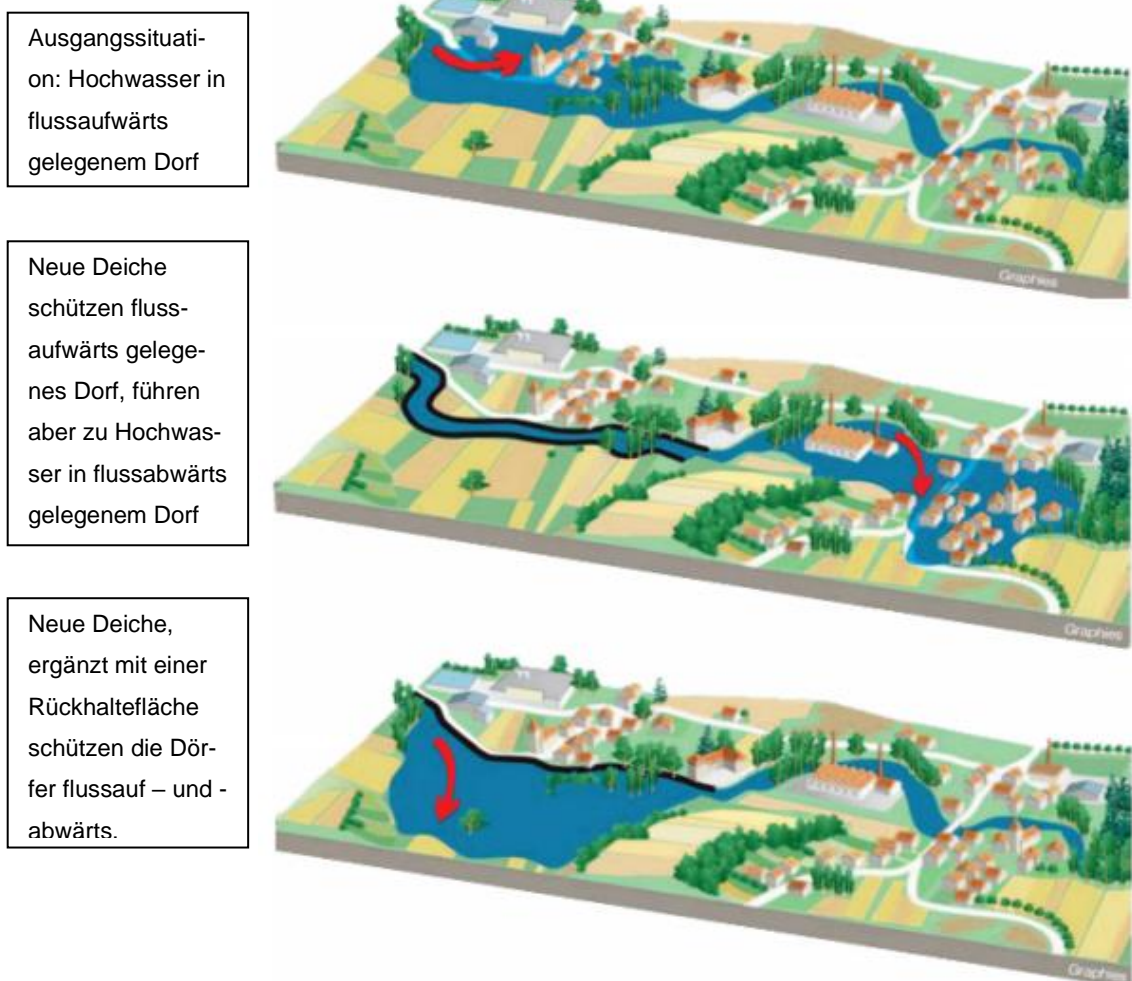 Ausgangssituati-
on: Hochwasser in
flussaufwärts
gelegenem Dorf
Graphies
Neue Deiche
schützen fluss-
aufwärts gelege-
nes Dorf, führen
aber zu Hochwas-
ser in flussabwärts
gelegenem Dorf
Graphies
Neue Deiche,
ergänzt mit einer
Rückhaltefläche
schützen die Dör-
fer flussauf – und -
abwärts.
Graphies